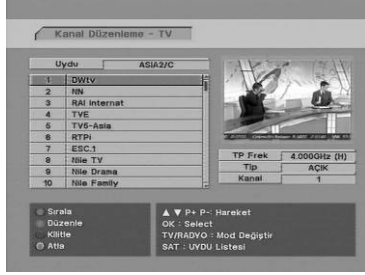 Kanal Düzenleme - TV
Uydu ASIA2/C
1 DWtv
2 NN
3 RAI Internat
4 TVE
5 TV5-Asia
6 RTPi
7 ESC.1
8 Nile TV
9 Nile Drama
10 Nile Family
TP Frek 4.000GHz (H)
Tip AÇIK
Kanal 1
Sırala
Düzenle
Kilitle
Atla
▲ ▼ P+ P-: Hareket
OK : Select
TV/RADYO : Mod Değiştir
SAT : UYDU Listesi